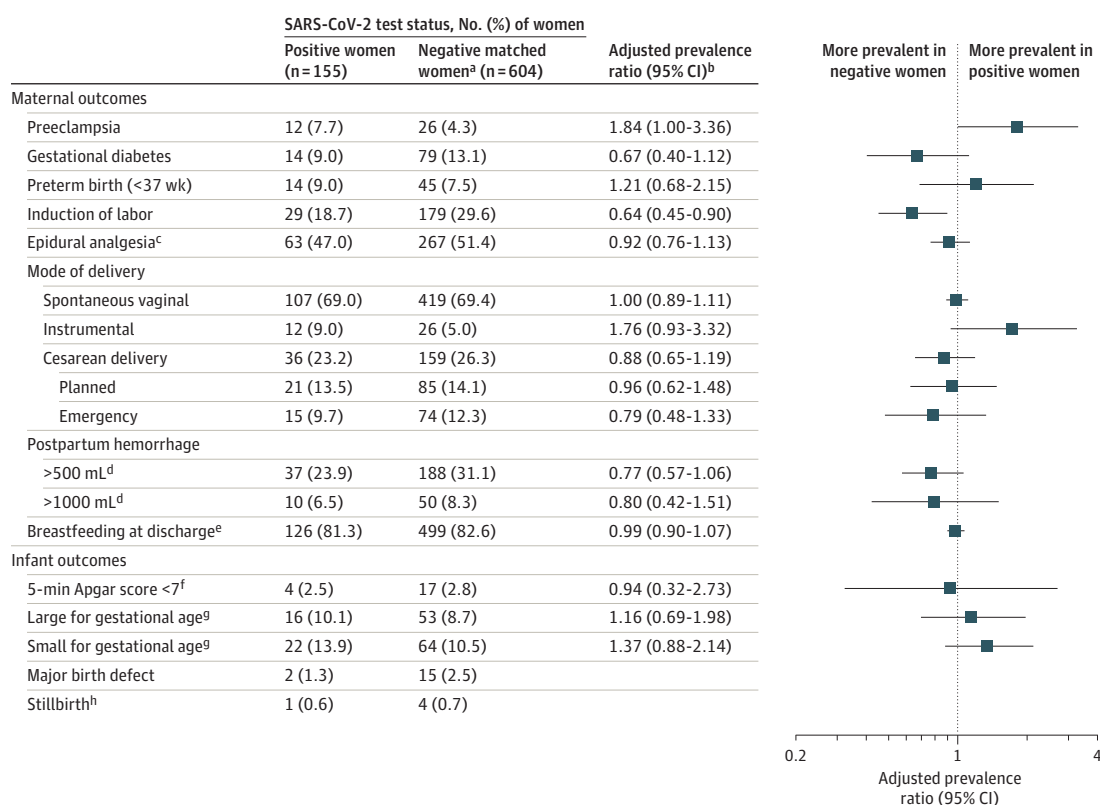 SARS-CoV-2 test status, No. (%) of women
Positive women (n=155) Negative matched womenᵃ (n=604) Adjusted prevalence ratio (95% CI)ᵇ More prevalent in negative women More prevalent in positive women
Maternal outcomes
Preeclampsia 12 (7.7) 26 (4.3) 1.84 (1.00-3.36)
Gestational diabetes 14 (9.0) 79 (13.1) 0.67 (0.40-1.12)
Preterm birth (<37 wk) 14 (9.0) 45 (7.5) 1.21 (0.68-2.15)
Induction of labor 29 (18.7) 179 (29.6) 0.64 (0.45-0.90)
Epidural analgesiaᶜ 63 (47.0) 267 (51.4) 0.92 (0.76-1.13)
Mode of delivery
Spontaneous vaginal 107 (69.0) 419 (69.4) 1.00 (0.89-1.11)
Instrumental 12 (9.0) 26 (5.0) 1.76 (0.93-3.32)
Cesarean delivery 36 (23.2) 159 (26.3) 0.88 (0.65-1.19)
Planned 21 (13.5) 85 (14.1) 0.96 (0.62-1.48)
Emergency 15 (9.7) 74 (12.3) 0.79 (0.48-1.33)
Postpartum hemorrhage
>500 mLᵈ 37 (23.9) 188 (31.1) 0.77 (0.57-1.06)
>1000 mLᵈ 10 (6.5) 50 (8.3) 0.80 (0.42-1.51)
Breastfeeding at dischargeᵉ 126 (81.3) 499 (82.6) 0.99 (0.90-1.07)
Infant outcomes
5-min Apgar score <7ᶠ 4 (2.5) 17 (2.8) 0.94 (0.32-2.73)
Large for gestational ageᵍ 16 (10.1) 53 (8.7) 1.16 (0.69-1.98)
Small for gestational ageᵍ 22 (13.9) 64 (10.5) 1.37 (0.88-2.14)
Major birth defect 2 (1.3) 15 (2.5)
Stillbirthʰ 1 (0.6) 4 (0.7)
0.2 1 4
Adjusted prevalence
ratio (95% CI)